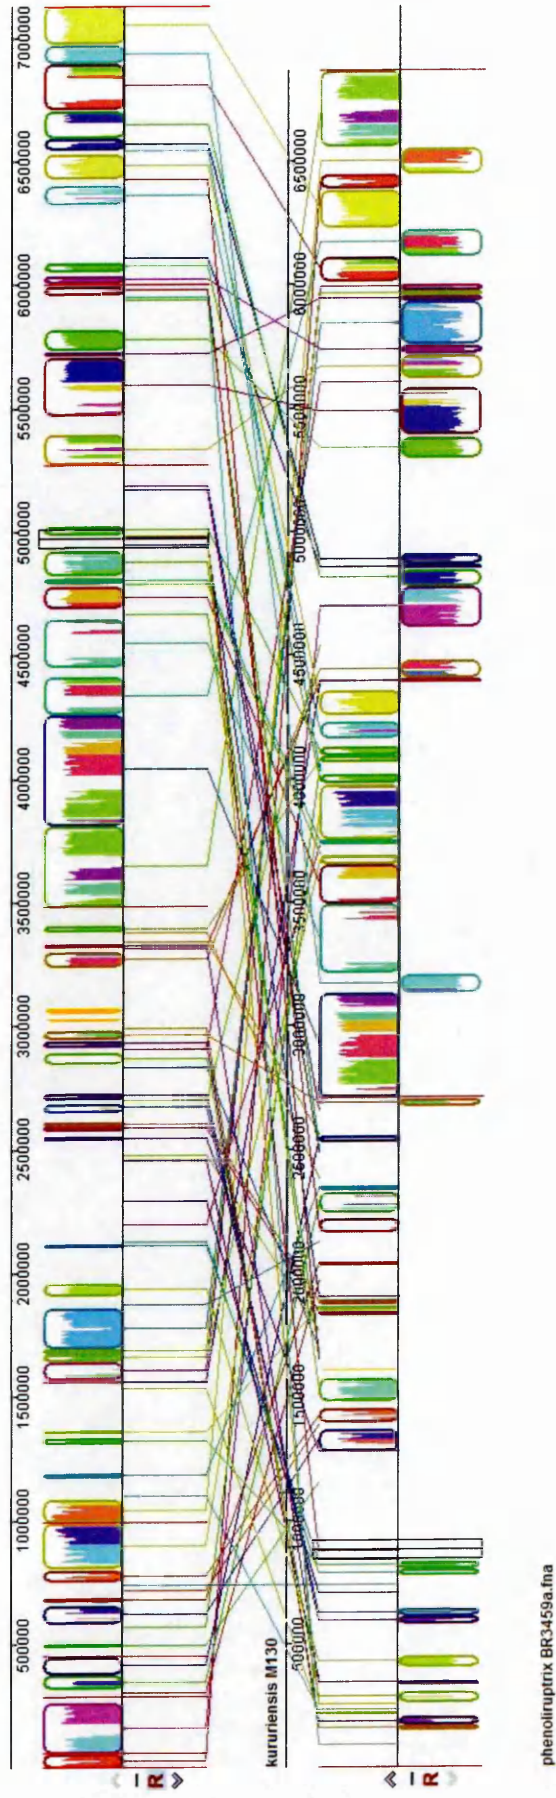 500000 1000000 1500000 2000000 2500000 3000000 3500000 4000000 4500000 5000000 5500000 6000000 6500000 7000000
R
kururiensis M130
500000 1000000 1500000 2000000 2500000 3000000 3500000 4000000 4500000 5000000 5500000 6000000 6500000
R
phenoliruptrix BR3459a.fna